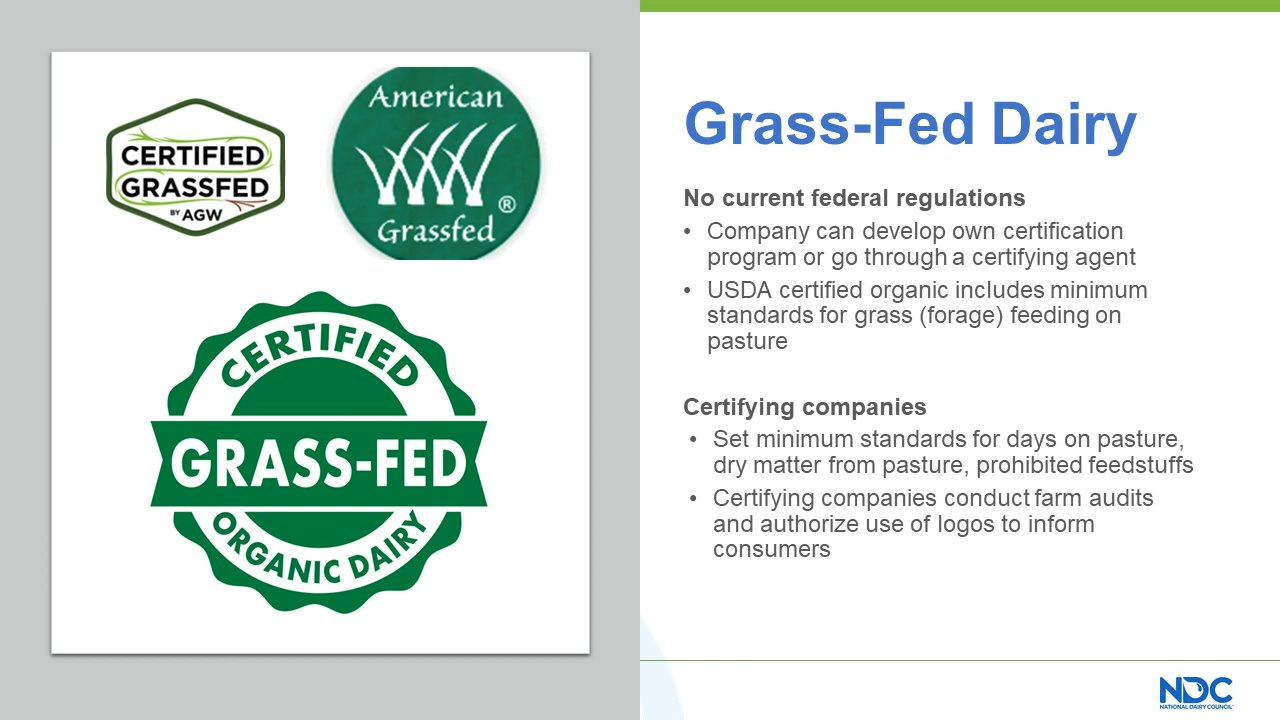 CERTIFIED
GRASSFED
BY AGW
American
Grassfed ®
CERTIFIED
GRASS-FED
ORGANIC DAIRY
Grass-Fed Dairy
No current federal regulations
• Company can develop own certification
program or go through a certifying agent
• USDA certified organic includes minimum
standards for grass (forage) feeding on
pasture
Certifying companies
• Set minimum standards for days on pasture,
dry matter from pasture, prohibited feedstuffs
• Certifying companies conduct farm audits
and authorize use of logos to inform
consumers
NDC
NATIONAL DAIRY COUNCIL